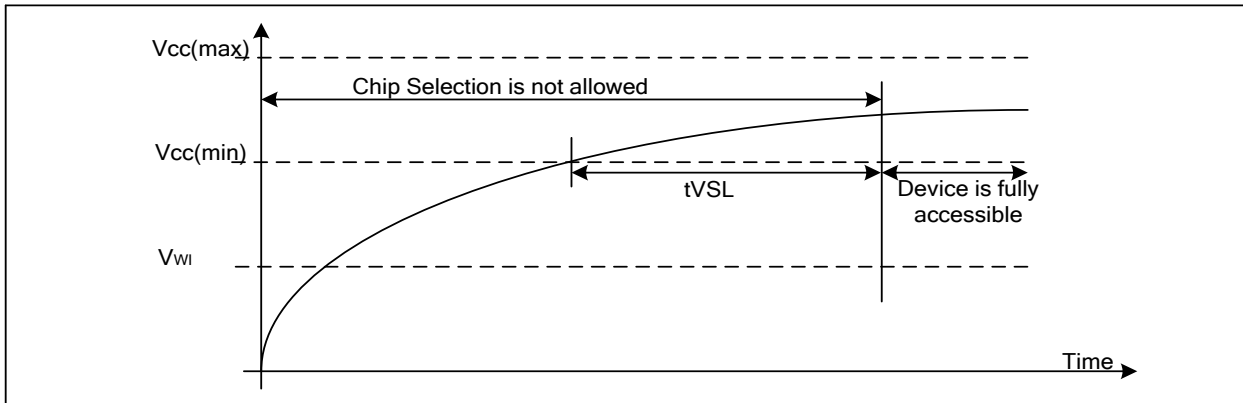 Vcc(max)
Chip Selection is not allowed
Vcc(min)
tVSL
Device is fully
accessible
VWI
Time